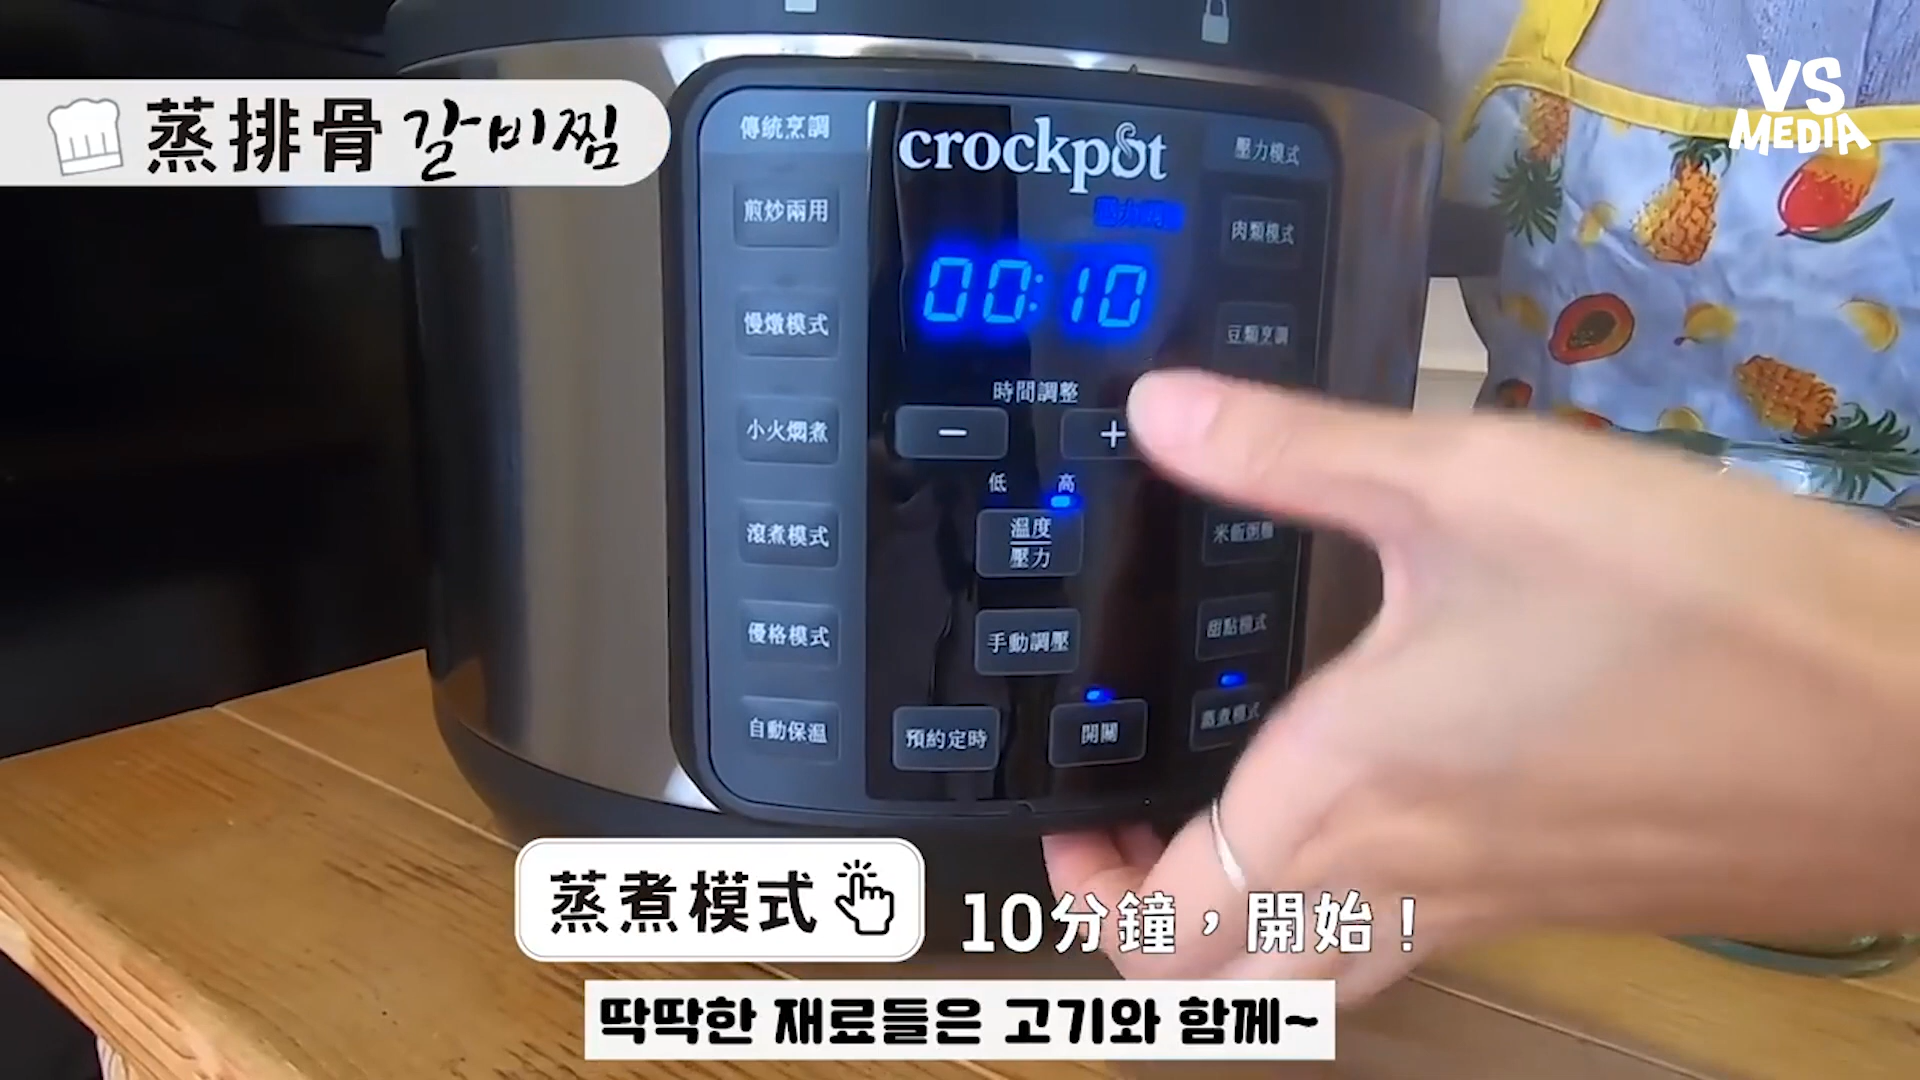 蒸排骨 갈비찜
VS
MEDIA
傳統烹調
crockpot
壓力模式
煎炒兩用
肉類模式
00:10
慢燉模式
豆類烹調
時間調整
小火燜煮
− +
低 高
滾煮模式
溫度
壓力
米飯粥麵
優格模式
手動調壓
甜點模式
自動保溫
預約定時
開關
蒸煮模式
蒸煮模式
10分鐘，開始！
딱딱한 재료들은 고기와 함께~